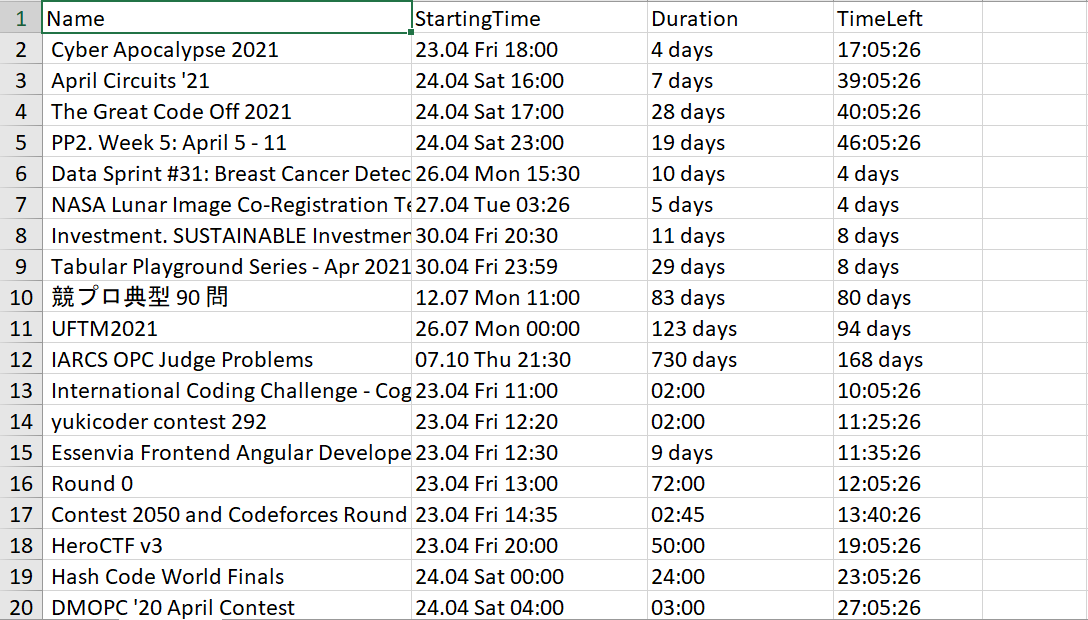 1 Name StartingTime Duration TimeLeft
2 Cyber Apocalypse 2021 23.04 Fri 18:00 4 days 17:05:26
3 April Circuits '21 24.04 Sat 16:00 7 days 39:05:26
4 The Great Code Off 2021 24.04 Sat 17:00 28 days 40:05:26
5 PP2. Week 5: April 5 - 11 24.04 Sat 23:00 19 days 46:05:26
6 Data Sprint #31: Breast Cancer Detec 26.04 Mon 15:30 10 days 4 days
7 NASA Lunar Image Co-Registration Te 27.04 Tue 03:26 5 days 4 days
8 Investment. SUSTAINABLE Investmen 30.04 Fri 20:30 11 days 8 days
9 Tabular Playground Series - Apr 2021 30.04 Fri 23:59 29 days 8 days
10 競プロ典型 90 問 12.07 Mon 11:00 83 days 80 days
11 UFTM2021 26.07 Mon 00:00 123 days 94 days
12 IARCS OPC Judge Problems 07.10 Thu 21:30 730 days 168 days
13 International Coding Challenge - Cog 23.04 Fri 11:00 02:00 10:05:26
14 yukicoder contest 292 23.04 Fri 12:20 02:00 11:25:26
15 Essenvia Frontend Angular Develope 23.04 Fri 12:30 9 days 11:35:26
16 Round 0 23.04 Fri 13:00 72:00 12:05:26
17 Contest 2050 and Codeforces Round 23.04 Fri 14:35 02:45 13:40:26
18 HeroCTF v3 23.04 Fri 20:00 50:00 19:05:26
19 Hash Code World Finals 24.04 Sat 00:00 24:00 23:05:26
20 DMOPC '20 April Contest 24.04 Sat 04:00 03:00 27:05:26